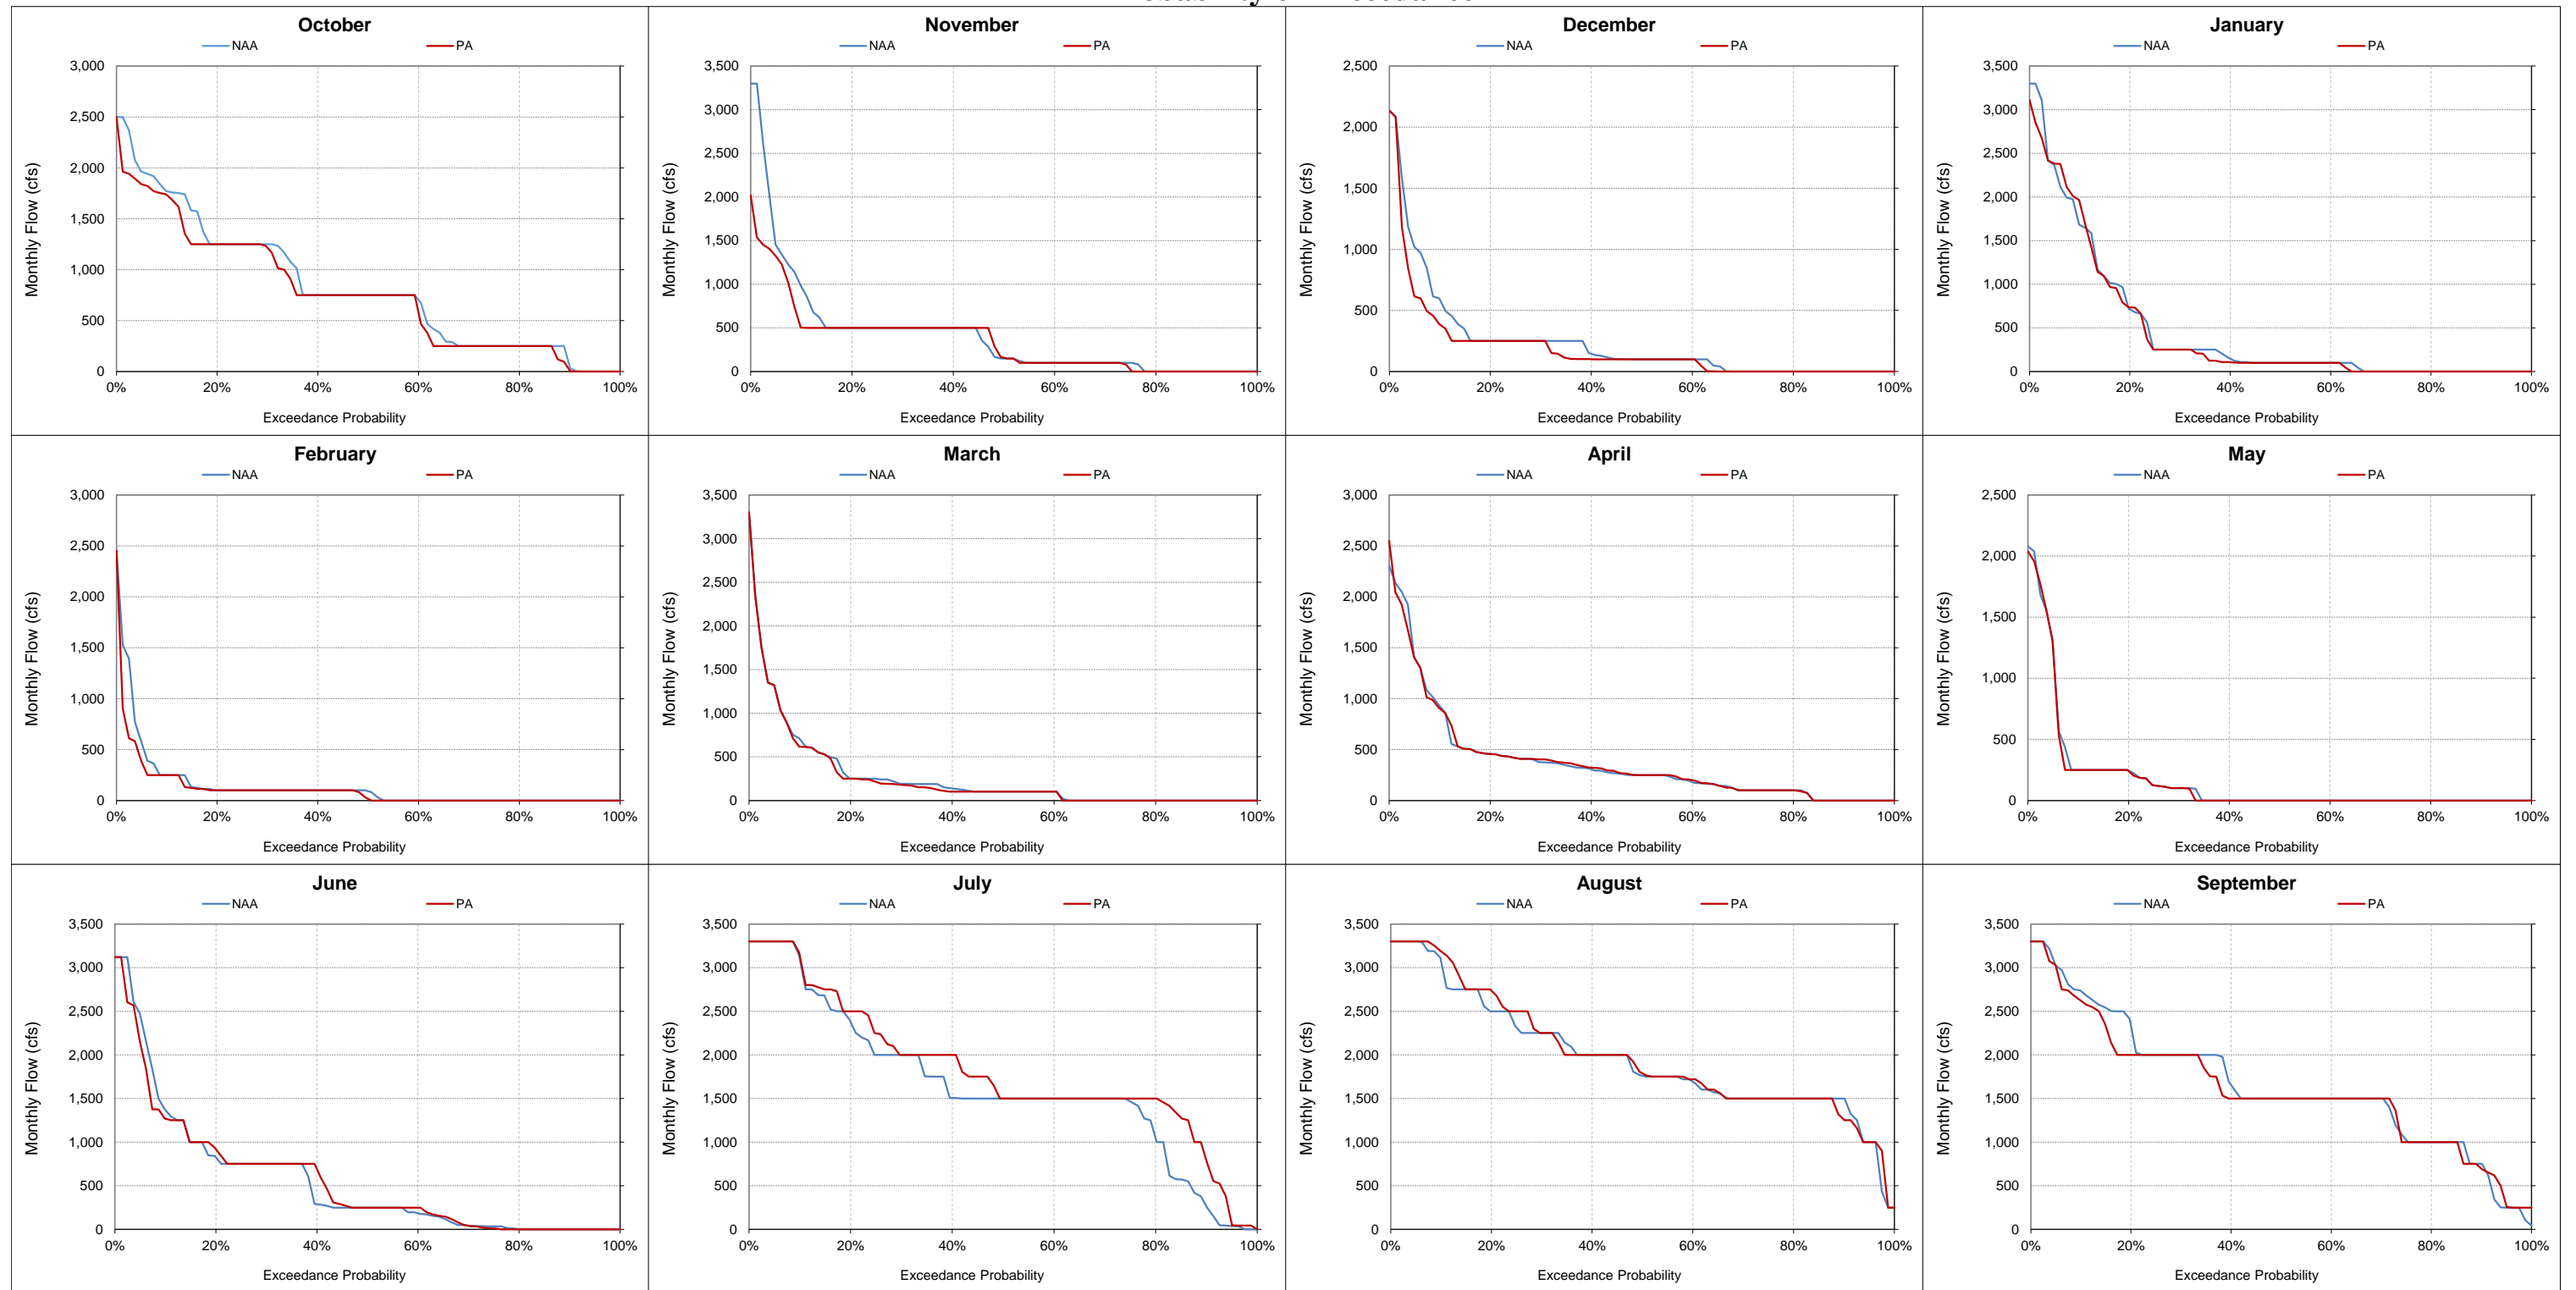 October
NAA PA
3,000
2,500
2,000
1,500
1,000
500
0
0% 20% 40% 60% 80% 100%
Monthly Flow (cfs)
Exceedance Probability
November
NAA PA
3,500
3,000
2,500
2,000
1,500
1,000
500
0
0% 20% 40% 60% 80% 100%
Monthly Flow (cfs)
Exceedance Probability
December
NAA PA
2,500
2,000
1,500
1,000
500
0
0% 20% 40% 60% 80% 100%
Monthly Flow (cfs)
Exceedance Probability
January
NAA PA
3,500
3,000
2,500
2,000
1,500
1,000
500
0
0% 20% 40% 60% 80% 100%
Monthly Flow (cfs)
Exceedance Probability
February
NAA PA
3,000
2,500
2,000
1,500
1,000
500
0
0% 20% 40% 60% 80% 100%
Monthly Flow (cfs)
Exceedance Probability
March
NAA PA
3,500
3,000
2,500
2,000
1,500
1,000
500
0
0% 20% 40% 60% 80% 100%
Monthly Flow (cfs)
Exceedance Probability
April
NAA PA
3,000
2,500
2,000
1,500
1,000
500
0
0% 20% 40% 60% 80% 100%
Monthly Flow (cfs)
Exceedance Probability
May
NAA PA
2,500
2,000
1,500
1,000
500
0
0% 20% 40% 60% 80% 100%
Monthly Flow (cfs)
Exceedance Probability
June
NAA PA
3,500
3,000
2,500
2,000
1,500
1,000
500
0
0% 20% 40% 60% 80% 100%
Monthly Flow (cfs)
Exceedance Probability
July
NAA PA
3,500
3,000
2,500
2,000
1,500
1,000
500
0
0% 20% 40% 60% 80% 100%
Monthly Flow (cfs)
Exceedance Probability
August
NAA PA
3,500
3,000
2,500
2,000
1,500
1,000
500
0
0% 20% 40% 60% 80% 100%
Monthly Flow (cfs)
Exceedance Probability
September
NAA PA
3,500
3,000
2,500
2,000
1,500
1,000
500
0
0% 20% 40% 60% 80% 100%
Monthly Flow (cfs)
Exceedance Probability